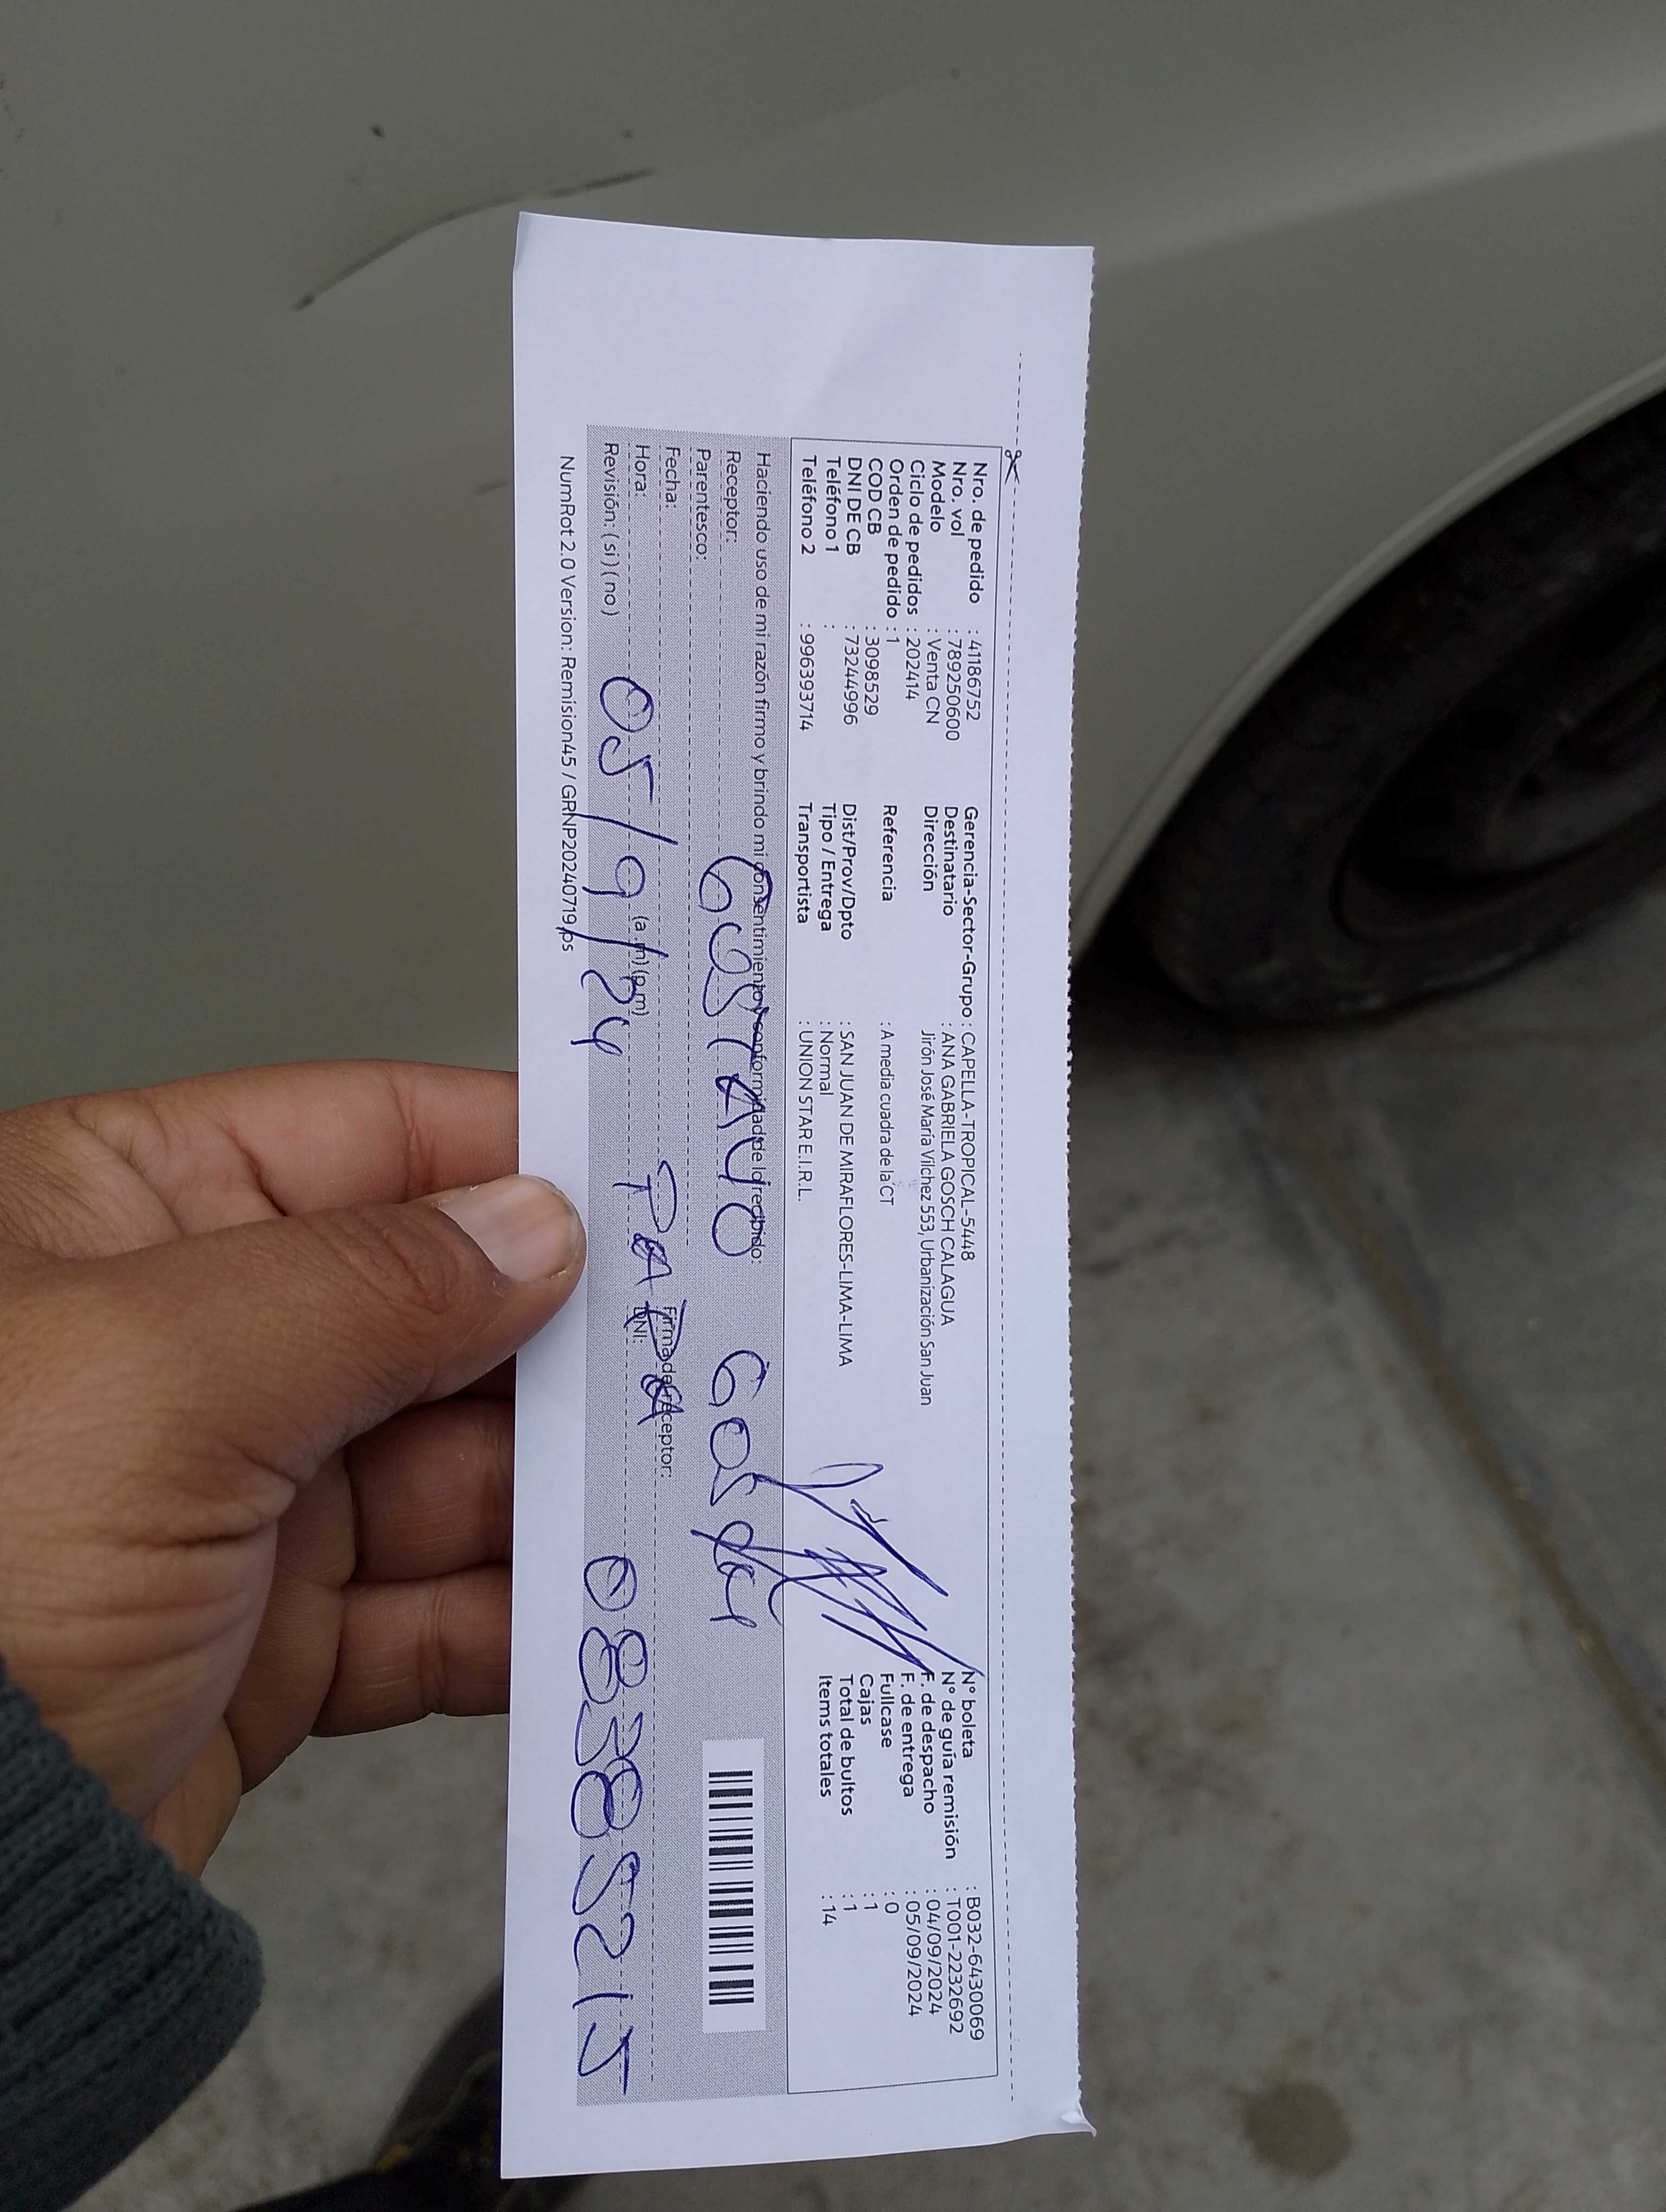 Nro. de pedido : 41186752
Nro. vol : 789250600
Modelo : Venta CN
Ciclo de pedidos : 202414
Orden de pedido : 1
COD CB : 3098529
DNI DE CB : 73244996
Teléfono 1 :
Teléfono 2 : 996393714
Gerencia-Sector-Grupo : CAPELLA-TROPICAL-5448
Destinatario : ANA GABRIELA GOSCH CALAGUA
Dirección Jirón José María Vilchez 553, Urbanización San Juan
Referencia : A media cuadra de la CT
Dist/Prov/Dpto : SAN JUAN DE MIRAFLORES-LIMA-LIMA
Tipo / Entrega : Normal
Transportista : UNION STAR E.I.R.L.
N° boleta : B032-6430069
N° de guía remisión : T001-2232692
F. de despacho : 04/09/2024
F. de entrega : 05/09/2024
Fullcase : 0
Cajas : 1
Total de bultos : 1
Items totales : 14
Haciendo uso de mi razón firmo y brindo mi consentimiento y conformidad de lo recibido:
Receptor: GUSTAVO GOSCH
Parentesco: PAPA
Fecha: 05/9/24
Firma del receptor:
Hora: (a.m) (p.m)
DNI: 08385215
Revisión: (si) (no)
NumRot 2.0 Version: Remision45 / GRNP20240719.ps